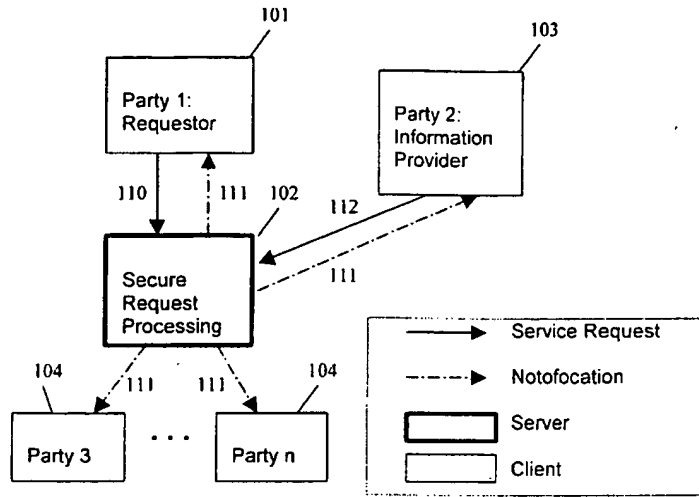 101
103
Party 1:
Requestor
Party 2:
Information
Provider
110
111
102
112
111
Secure
Request
Processing
104
111
111
104
Party 3
. . .
Party n
Service Request
Notofocation
Server
Client